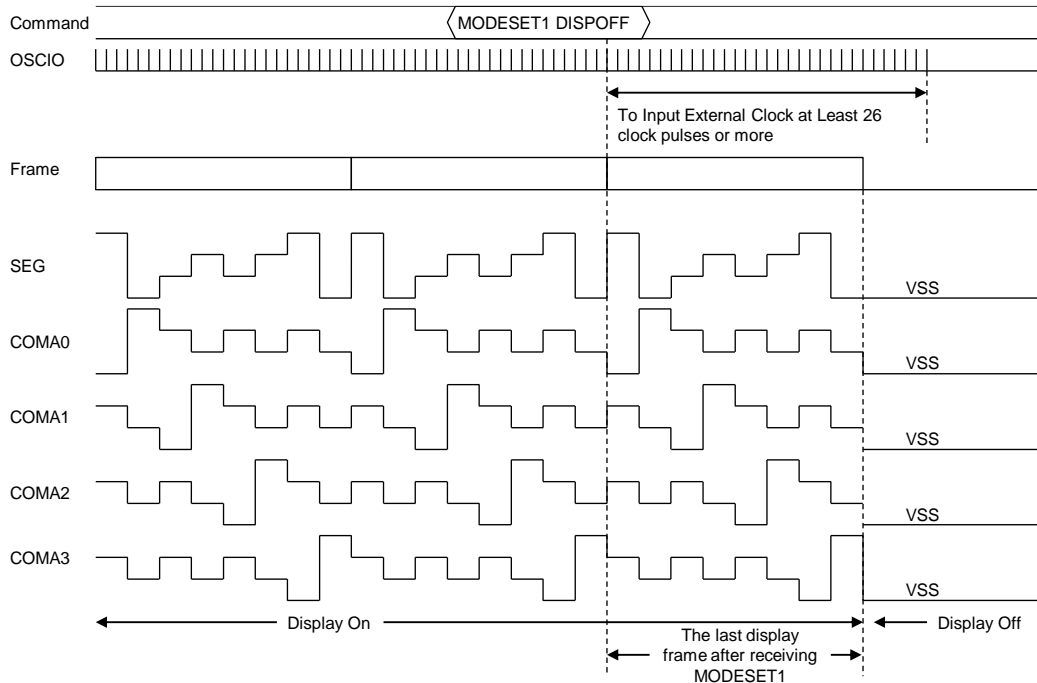 Command
MODESET1 DISPOFF
OSCIO
To Input External Clock at Least 26
clock pulses or more
Frame
SEG
VSS
COMA0
VSS
COMA1
VSS
COMA2
VSS
COMA3
VSS
Display On
Display Off
The last display
frame after receiving
MODESET1